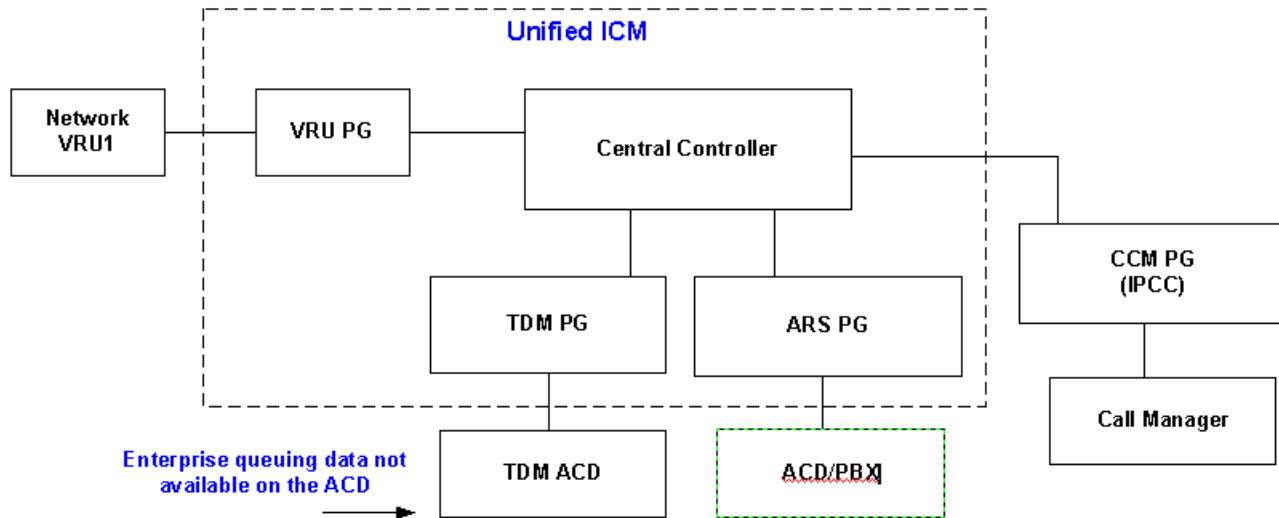 Unified ICM
Network
VRU1
VRU PG
Central Controller
CCM PG
(IPCC)
TDM PG
ARS PG
Call Manager
Enterprise queuing data not
available on the ACD
TDM ACD
ACD/PBX